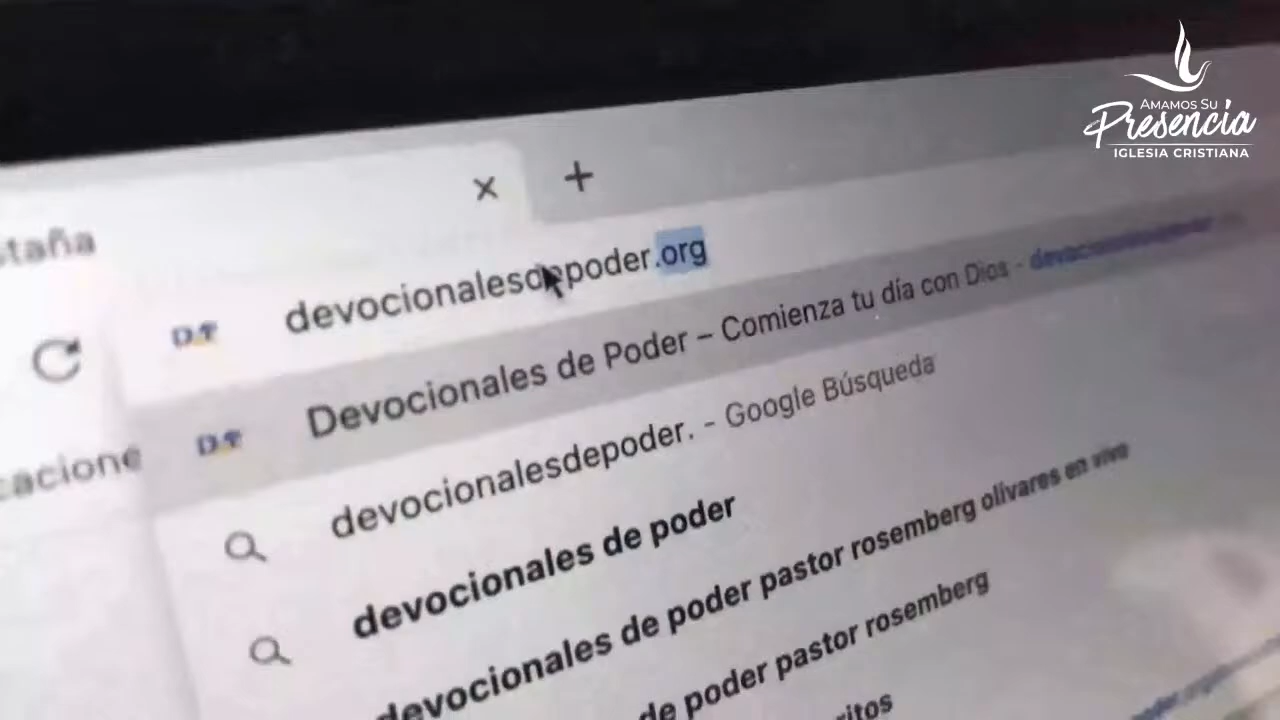 AMAMOS SU
Presencia
IGLESIA CRISTIANA
staña
devocionalesdepoder.org
Devocionales de Poder – Comienza tu día con Dios -
devocionalesdepoder. - Google Búsqueda
devocionales de poder
devocionales de poder pastor rosemberg olivares en vivo
de poder pastor rosemberg